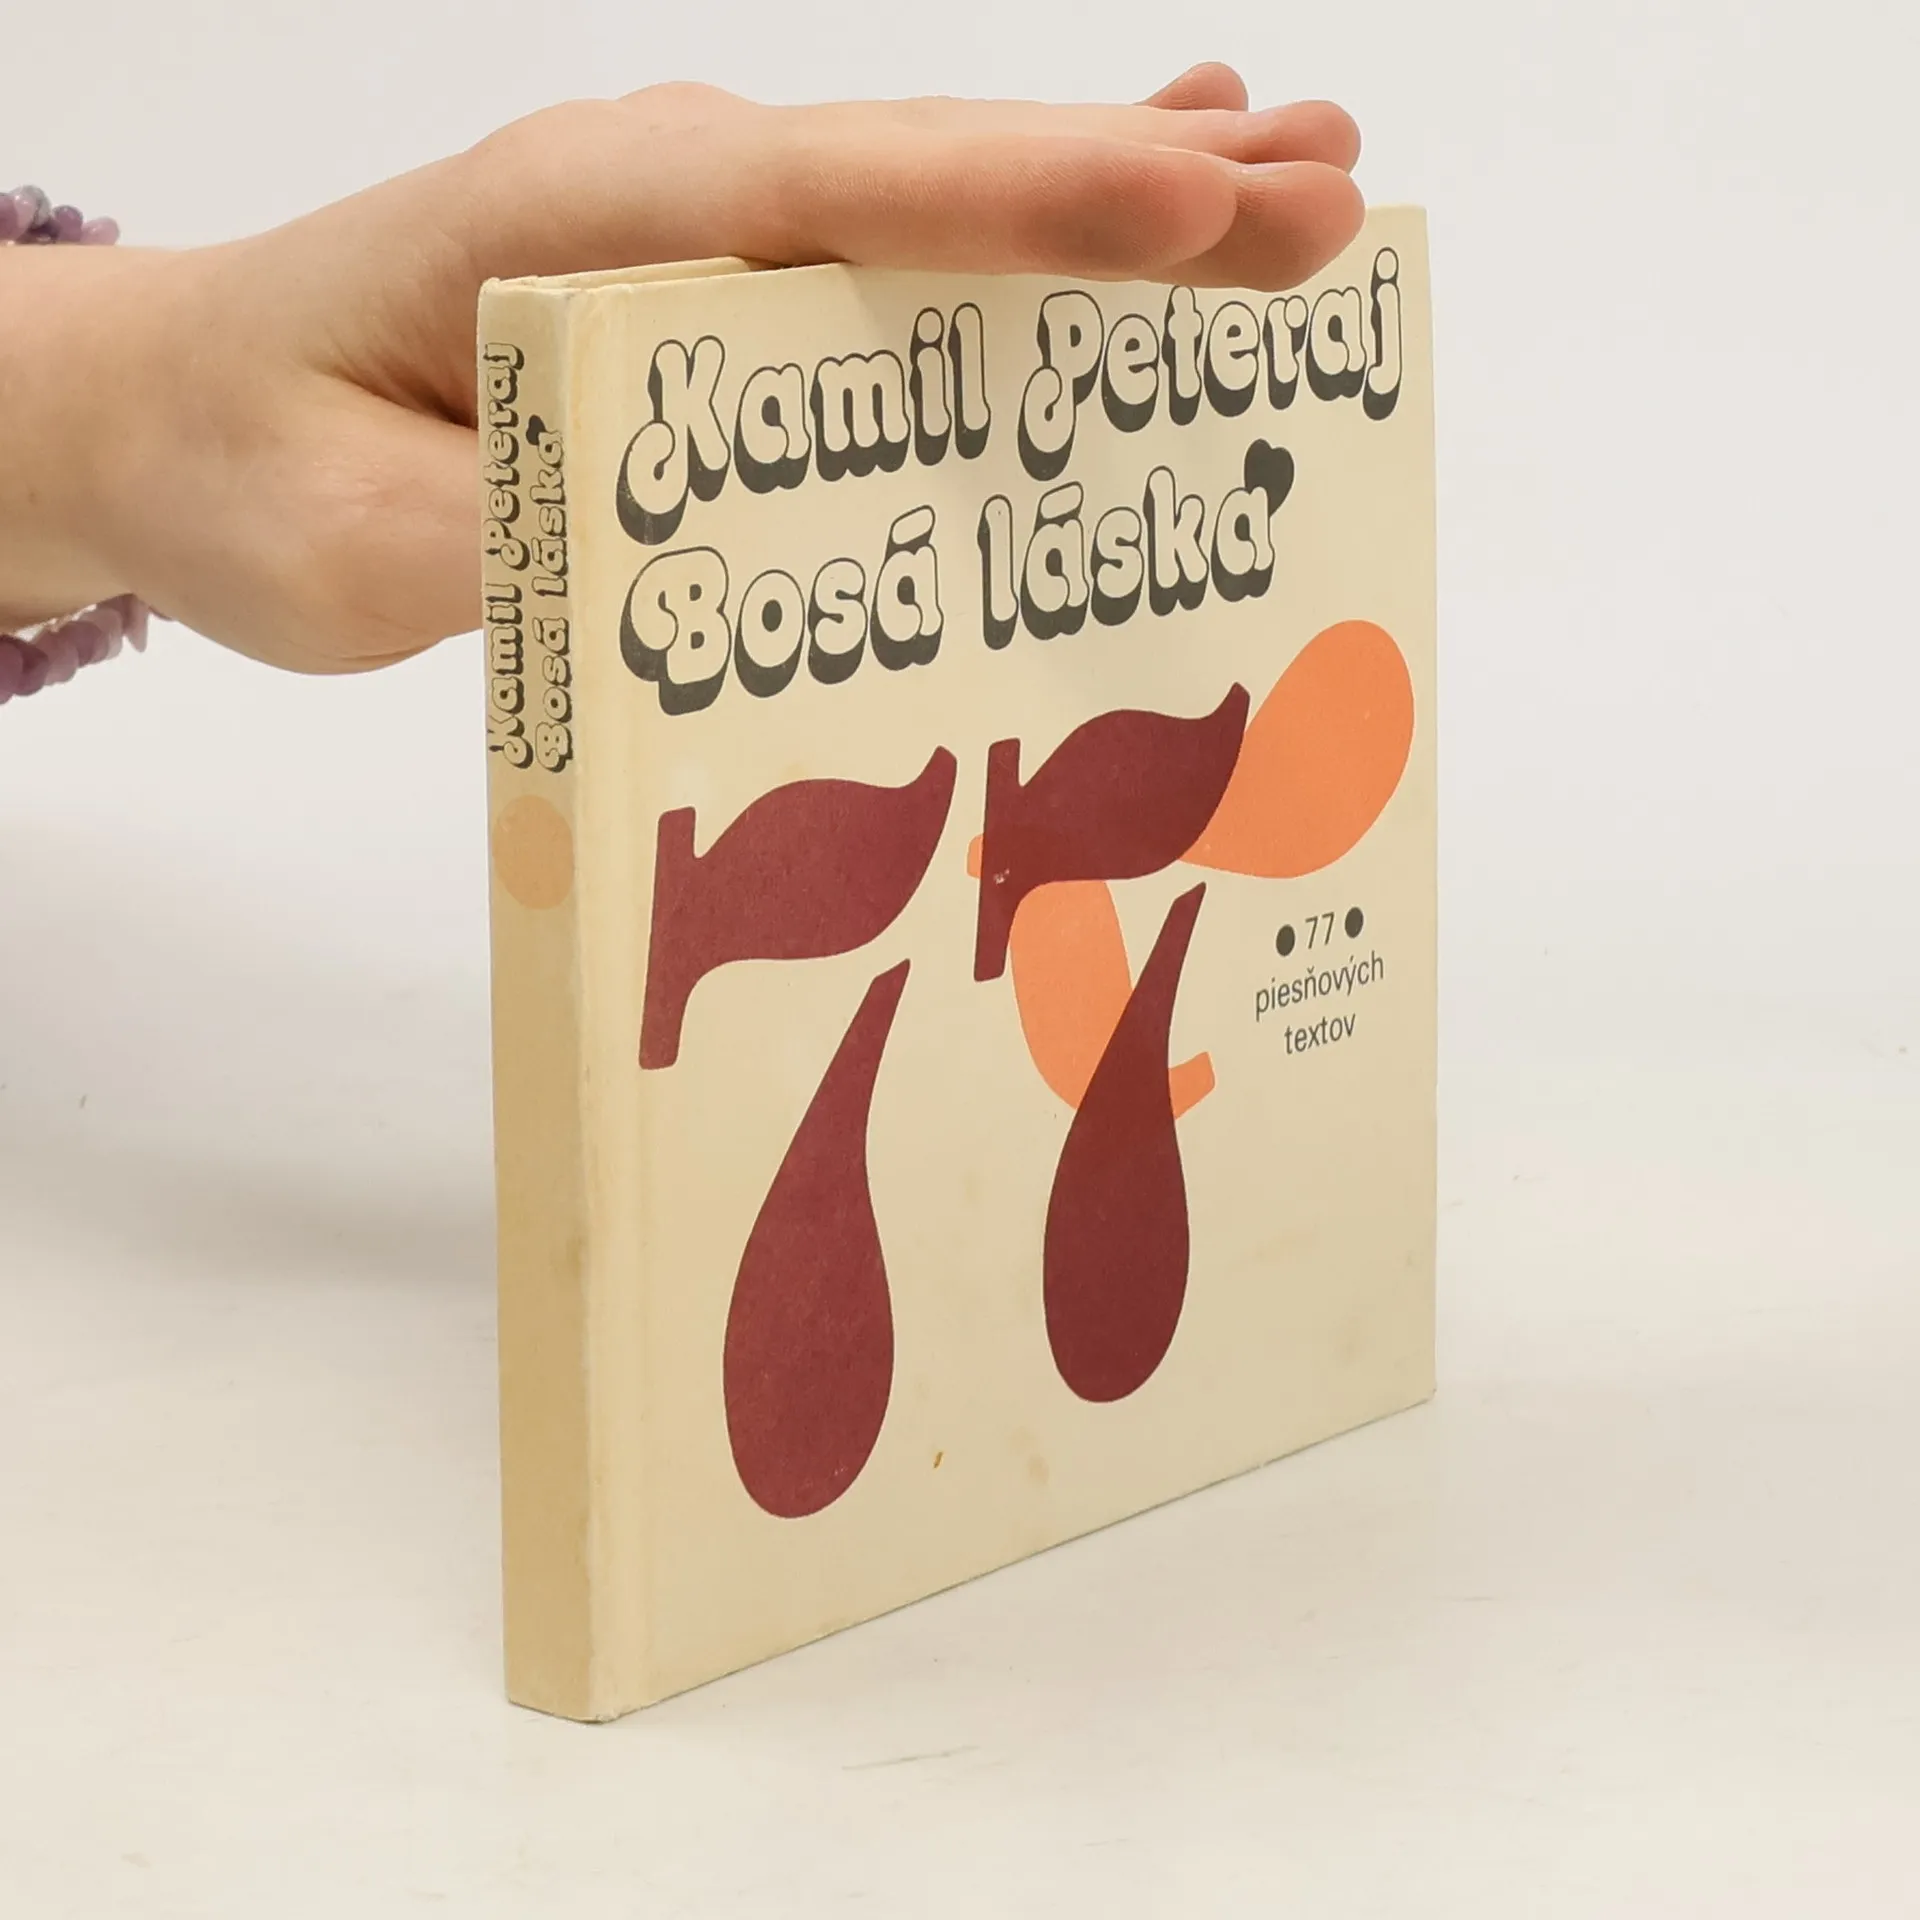 Kamil Peteraj
Bosá láska
Kamil Peteraj
Bosá láska
77
● 77 ●
piesňových
textov